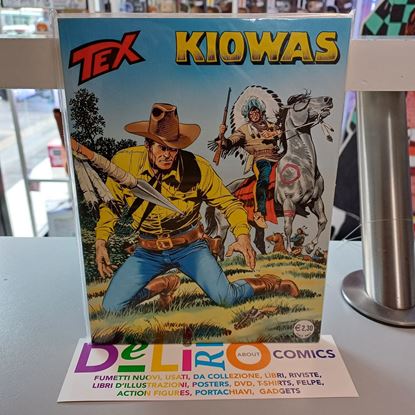 TEX
KIOWAS
€ 2,30
DeLiRiO ABOUT COMICS
FUMETTI NUOVI, USATI, DA COLLEZIONE, LIBRI, RIVISTE,
LIBRI D'ILLUSTRAZIONI, POSTERS, DVD, T-SHIRTS, FELPE,
ACTION FIGURES, PORTACHIAVI, GADGETS